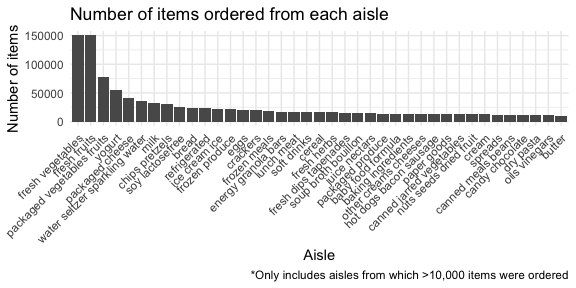 Number of items ordered from each aisle
Number of items
150000
100000
50000
0
fresh vegetables
fresh fruits
packaged vegetables fruits
yogurt
packaged cheese
water seltzer sparkling water
milk
chips pretzels
soy lactosefree
bread
refrigerated
ice cream ice
frozen produce
eggs
crackers
frozen meals
energy granola bars
lunch meat
soft drinks
cereal
fresh herbs
fresh dips tapenades
soup broth bouillon
juice nectars
packaged produce
baby food formula
baking ingredients
other creams cheeses
hot dogs bacon sausage
paper goods
canned jarred vegetables
nuts seeds dried fruit
cream
spreads
canned meals beans
candy chocolate
dry pasta
oils vinegars
butter
Aisle
*Only includes aisles from which >10,000 items were ordered